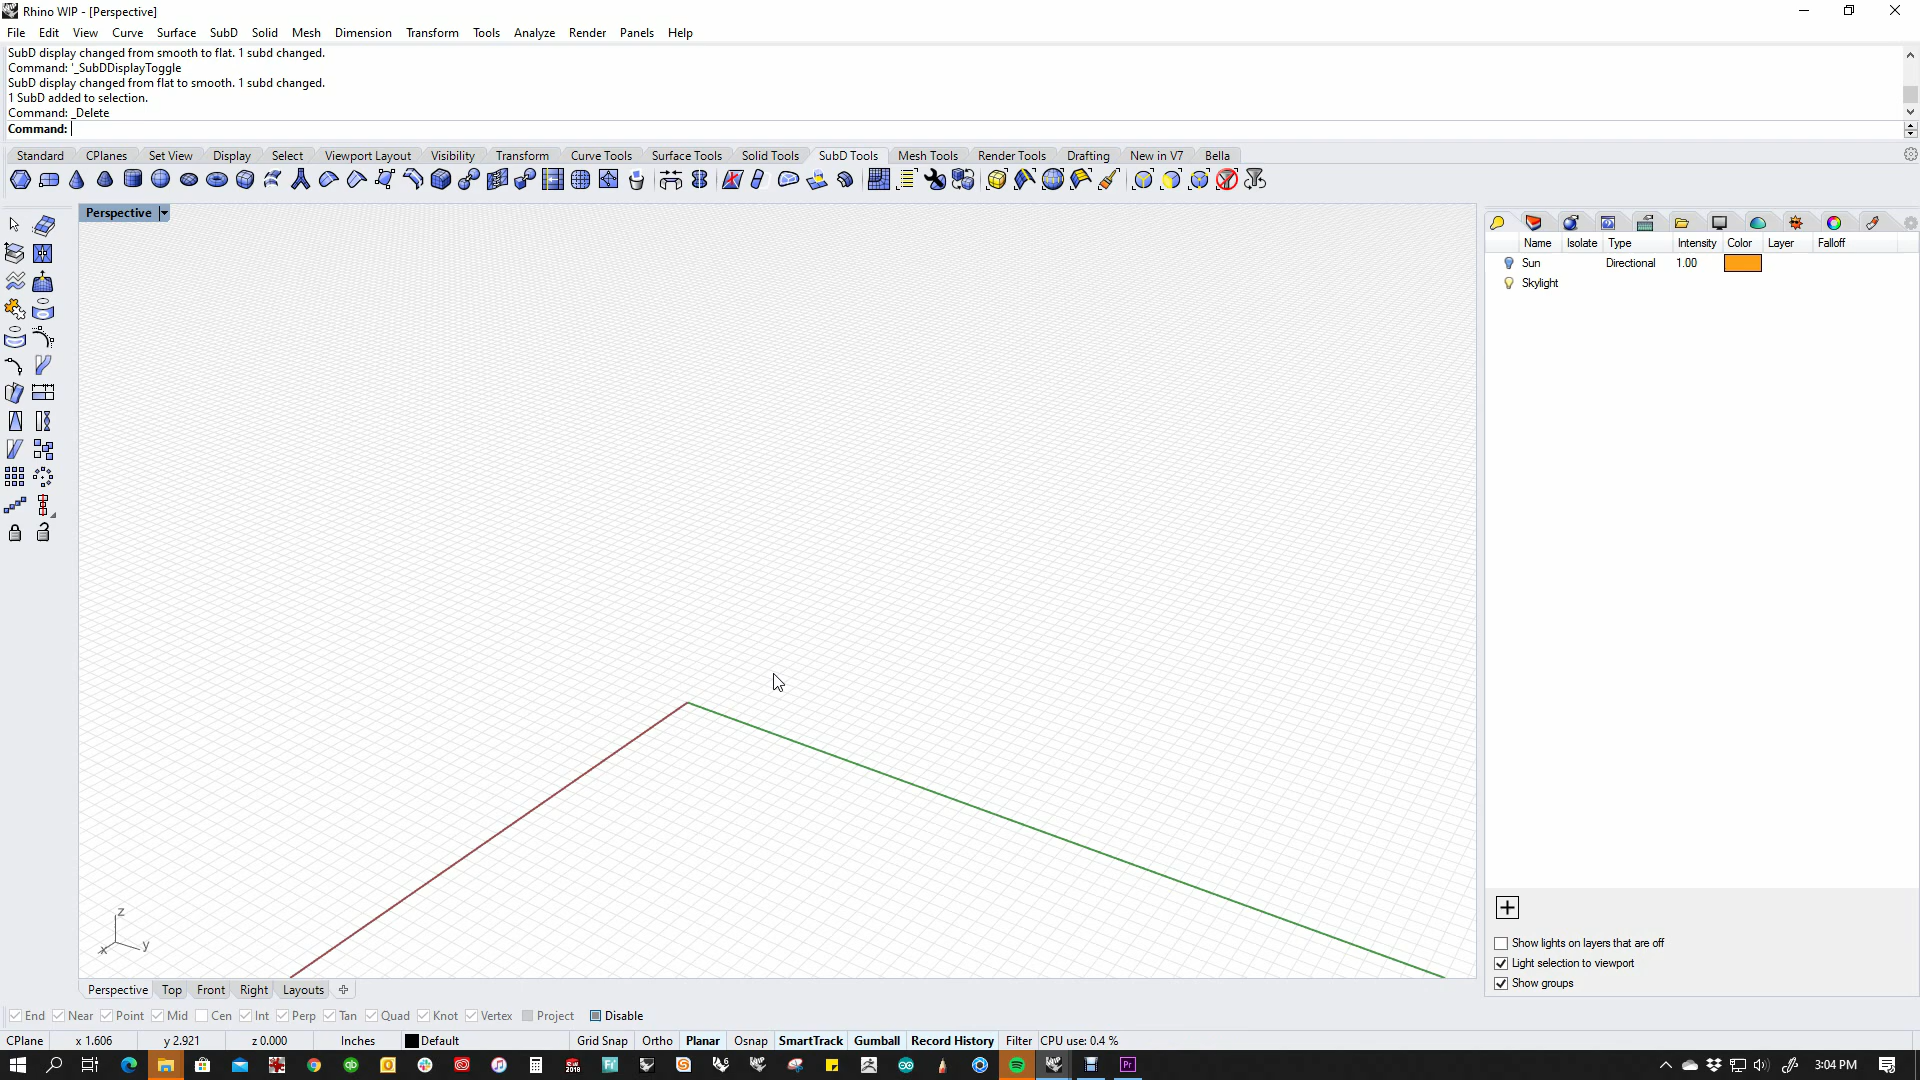 Rhino WIP - [Perspective]
File Edit View Curve Surface SubD Solid Mesh Dimension Transform Tools Analyze Render Panels Help
SubD display changed from smooth to flat. 1 subd changed.
Command: '_SubDDisplayToggle
SubD display changed from flat to smooth. 1 subd changed.
1 SubD added to selection.
Command: _Delete
Command:
Standard CPlanes Set View Display Select Viewport Layout Visibility Transform Curve Tools Surface Tools Solid Tools SubD Tools Mesh Tools Render Tools Drafting New in V7 Bella
Perspective
Name Isolate Type Intensity Color Layer Falloff
Sun Directional 1.00
Skylight
z
x y
Show lights on layers that are off
Light selection to viewport
Show groups
Perspective Top Front Right Layouts
End Near Point Mid Cen Int Perp Tan Quad Knot Vertex Project Disable
CPlane x 1.606 y 2.921 z 0.000 Inches Default Grid Snap Ortho Planar Osnap SmartTrack Gumball Record History Filter CPU use: 0.4 %
3:04 PM